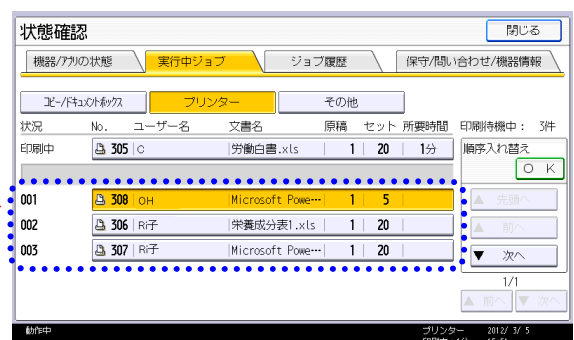 状態確認 閉じる
機器/アプリの状態 実行中ジョブ ジョブ履歴 保守/問い合わせ/機器情報
コピー/ドキュメントボックス プリンター その他
状況 No. ユーザー名 文書名 原稿 セット 所要時間 印刷待機中: 3件
印刷中 305 C 労働白書.xls 1 20 1分 順序入れ替え
OK
001 308 OH Microsoft Powe… 1 5 ▲ 先頭へ
002 306 Ri子 栄養成分表1.xls 1 20 ▲ 前へ
003 307 Ri子 Microsoft Powe… 1 20 ▼ 次へ
1/1
▲ 前へ ▼ 次へ
動作中 プリンター 2012/ 3/ 5